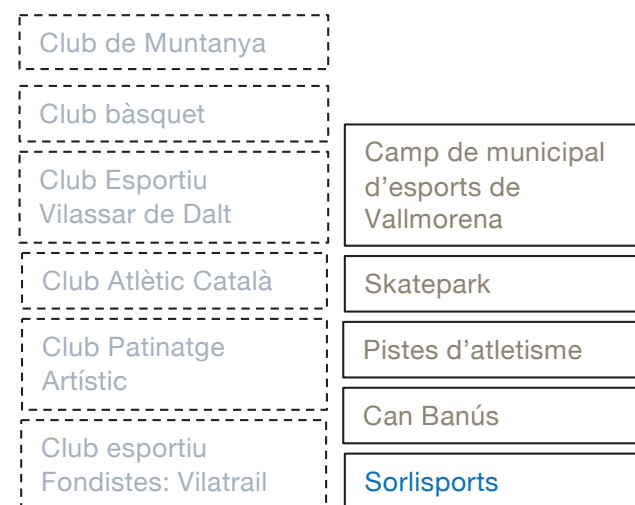 Club de Muntanya
Club bàsquet
Club Esportiu
Vilassar de Dalt
Club Atlètic Català
Club Patinatge
Artístic
Club esportiu
Fondistes: Vilatrail
Camp de municipal
d’esports de
Vallmorena
Skatepark
Pistes d’atletisme
Can Banús
Sorlisports